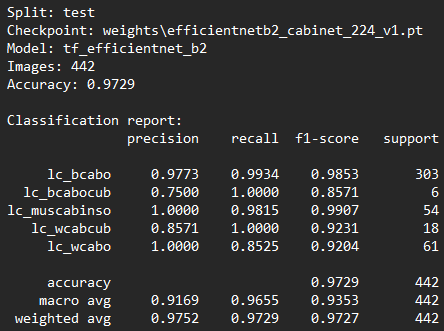 Split: test
Checkpoint: weights\efficientnetb2_cabinet_224_v1.pt
Model: tf_efficientnet_b2
Images: 442
Accuracy: 0.9729
Classification report:
precision recall f1-score support
lc_bcabo 0.9773 0.9934 0.9853 303
lc_bcabocub 0.7500 1.0000 0.8571 6
lc_muscabinso 1.0000 0.9815 0.9907 54
lc_wcabcub 0.8571 1.0000 0.9231 18
lc_wcabo 1.0000 0.8525 0.9204 61
accuracy 0.9729 442
macro avg 0.9169 0.9655 0.9353 442
weighted avg 0.9752 0.9729 0.9727 442